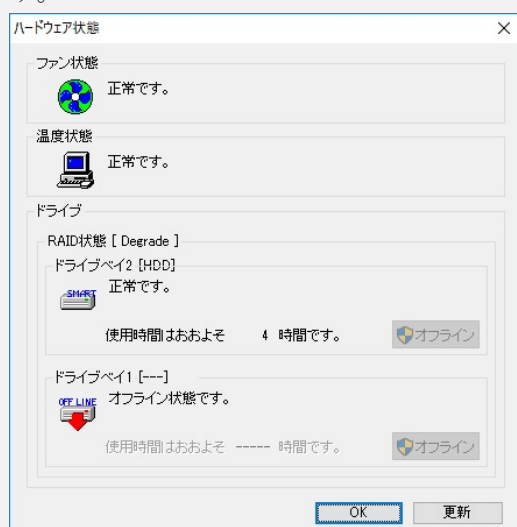 ハードウェア状態
ファン状態
正常です。
温度状態
正常です。
ドライブ
RAID状態 [ Degrade ]
ドライブベイ2 [HDD]
SMART
正常です。
使用時間はおおよそ 4 時間です。
オフライン
ドライブベイ1 [---]
OFF LINE
オフライン状態です。
使用時間はおおよそ ----- 時間です。
オフライン
OK
更新